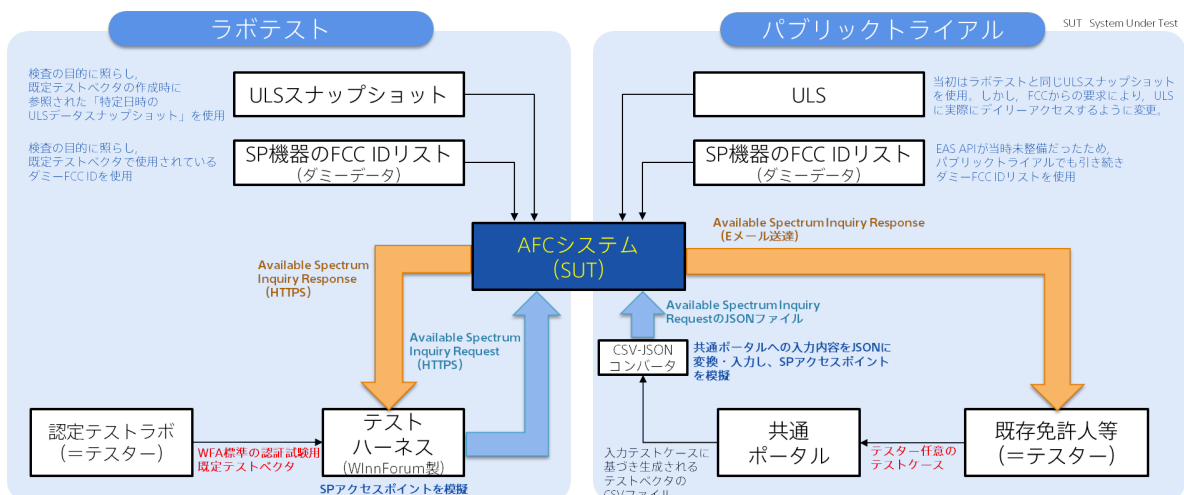 ラボテスト
パブリックトライアル
SUT System Under Test
検査の目的に照らし,
既定テストベクタの作成時に
参照された「特定日時の
ULSデータスナップショット」を使用
ULSスナップショット
検査の目的に照らし,
既定テストベクタで使用されている
ダミーFCC IDを使用
SP機器のFCC IDリスト
(ダミーデータ)
ULS
当初はラボテストと同じULSスナップショット
を使用。しかし, FCCからの要求により, ULS
に実際にデイリーアクセスするように変更。
SP機器のFCC IDリスト
(ダミーデータ)
EAS APIが当時未整備だったため,
パブリックトライアルでも引き続き
ダミーFCC IDリストを使用
AFCシステム
(SUT)
Available Spectrum
Inquiry Response
(HTTPS)
Available Spectrum
Inquiry Request
(HTTPS)
Available Spectrum Inquiry Response
(Eメール送達)
Available Spectrum Inquiry
RequestのJSONファイル
CSV-JSON
コンバータ
共通ポータルへの入力内容をJSONに
変換・入力し、SPアクセスポイント
を模擬
認定テストラボ
(=テスター)
WFA標準の認証試験用
既定テストベクタ
テスト
ハーネス
(WInnForum製)
SPアクセスポイントを模擬
入力テストケースに
基づき生成される
テストベクタの
CSVファイル
共通
ポータル
テスター任意の
テストケース
既存免許人等
(=テスター)